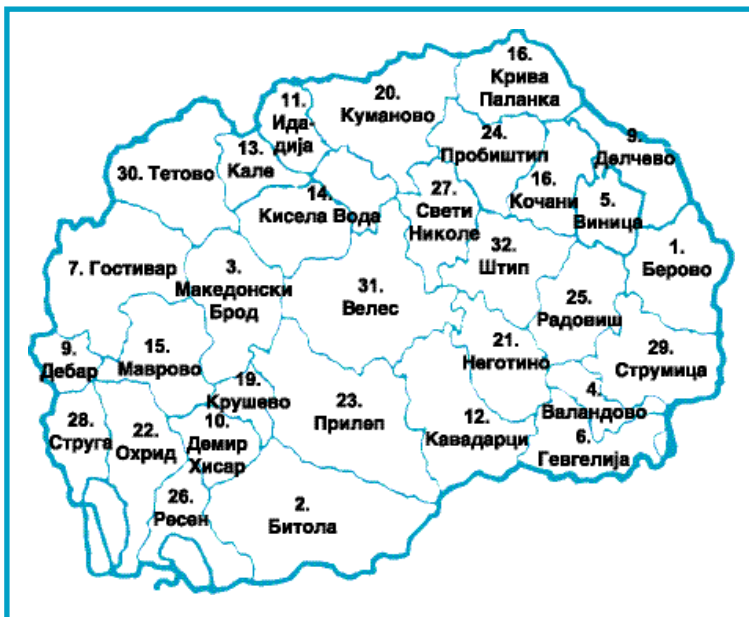 16.
Крива
Паланка
20.
Куманово
11.
Ида-
дија
13.
Кале
24.
Пробиштип
9.
Делчево
30. Тетово
14.
Кисела Вода
27.
Свети
Николе
16.
Кочани
5.
Виница
7. Гостивар
3.
Македонски
Брод
31.
Велес
32.
Штип
1.
Берово
25.
Радовиш
9.
Дебар
15.
Маврово
21.
Неготино
29.
Струмица
19.
Крушево
23.
Прилеп
4.
Валандово
28.
Струга
22.
Охрид
10.
Демир
Хисар
12.
Кавадарци
6.
Гевгелија
26.
Ресен
2.
Битола